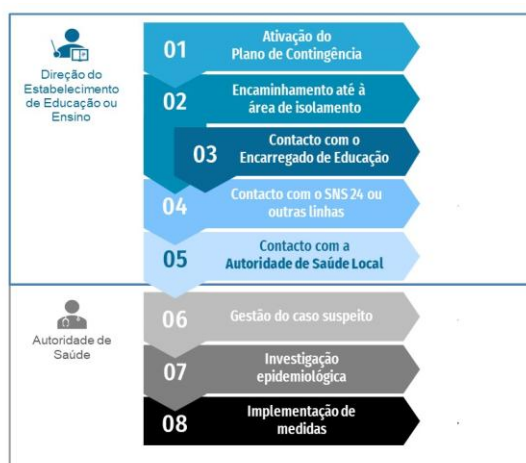 Direção do
Estabelecimento
de Educação ou
Ensino
01
Ativação do
Plano de Contingência
02
Encaminhamento até à
área de isolamento
03
Contacto com o
Encarregado de Educação
04
Contacto com o SNS 24 ou
outras linhas
05
Contacto com a
Autoridade de Saúde Local
Autoridade de
Saúde
06
Gestão do caso suspeito
07
Investigação
epidemiológica
08
Implementação de
medidas